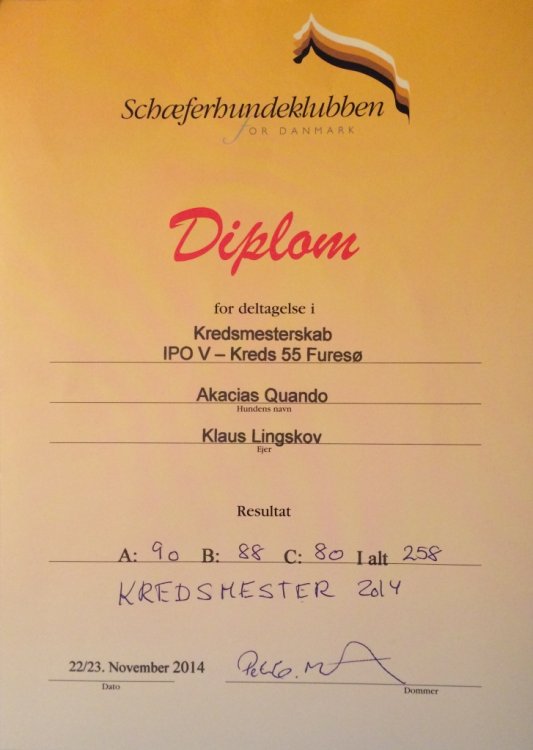 Schæferhundeklubben
FOR DANMARK
Diplom
for deltagelse i
Kredsmesterskab
IPO V – Kreds 55 Furesø
Akacias Quando
Hundens navn
Klaus Lingskov
Ejer
Resultat
A: 90 B: 88 C: 80 I alt 258
KREDSMESTER 2014
22/23. November 2014
Dato
Dommer